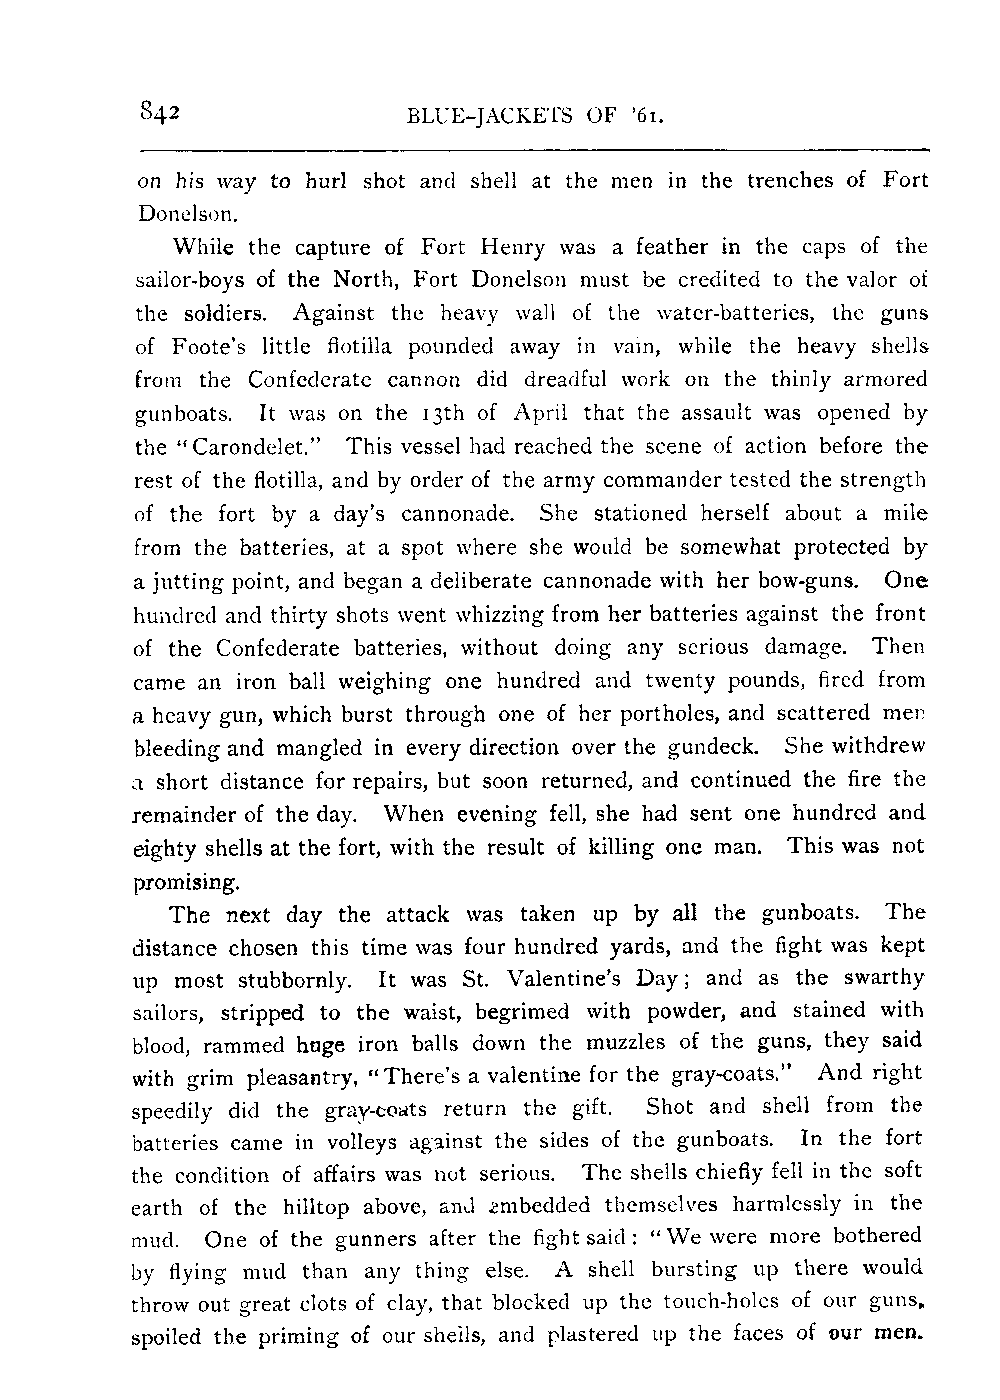 842 BLUE-JACKETS OF '61.
on his way to hurl shot and shell at the men in the trenches of Fort
Donelson.
While the capture of Fort Henry was a feather in the caps of the
sailor-boys of the North, Fort Donelson must be credited to the valor of
the soldiers. Against the heavy wall of the water-batteries, the guns
of Foote's little flotilla pounded away in vain, while the heavy shells
from the Confederate cannon did dreadful work on the thinly armored
gunboats. It was on the 13th of April that the assault was opened by
the "Carondelet." This vessel had reached the scene of action before the
rest of the flotilla, and by order of the army commander tested the strength
of the fort by a day's cannonade. She stationed herself about a mile
from the batteries, at a spot where she would be somewhat protected by
a jutting point, and began a deliberate cannonade with her bow-guns. One
hundred and thirty shots went whizzing from her batteries against the front
of the Confederate batteries, without doing any serious damage. Then
came an iron ball weighing one hundred and twenty pounds, fired from
a heavy gun, which burst through one of her portholes, and scattered men
bleeding and mangled in every direction over the gundeck. She withdrew
a short distance for repairs, but soon returned, and continued the fire the
remainder of the day. When evening fell, she had sent one hundred and
eighty shells at the fort, with the result of killing one man. This was not
promising.
The next day the attack was taken up by all the gunboats. The
distance chosen this time was four hundred yards, and the fight was kept
up most stubbornly. It was St. Valentine's Day; and as the swarthy
sailors, stripped to the waist, begrimed with powder, and stained with
blood, rammed huge iron balls down the muzzles of the guns, they said
with grim pleasantry, "There's a valentine for the gray-coats." And right
speedily did the gray-coats return the gift. Shot and shell from the
batteries came in volleys against the sides of the gunboats. In the fort
the condition of affairs was not serious. The shells chiefly fell in the soft
earth of the hilltop above, and embedded themselves harmlessly in the
mud. One of the gunners after the fight said: "We were more bothered
by flying mud than any thing else. A shell bursting up there would
throw out great clots of clay, that blocked up the touch-holes of our guns,
spoiled the priming of our shells, and plastered up the faces of our men.